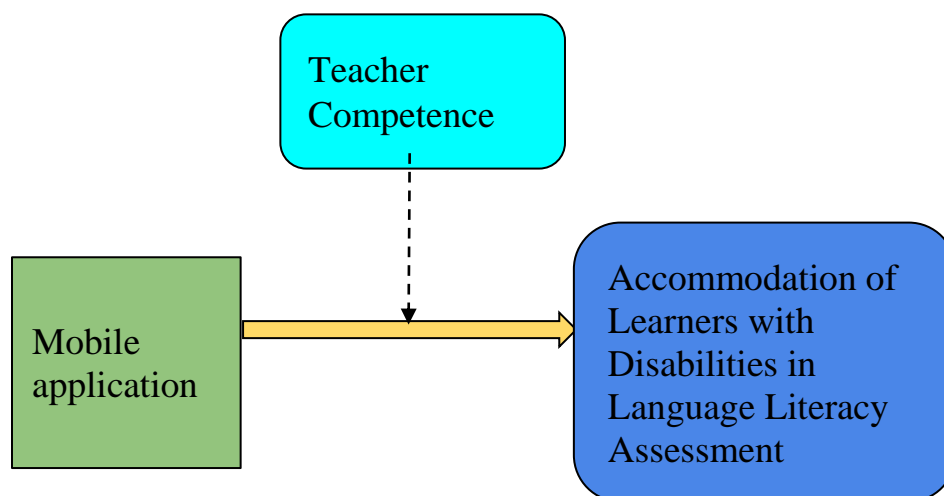 Teacher
Competence
Mobile
application
Accommodation of
Learners with
Disabilities in
Language Literacy
Assessment